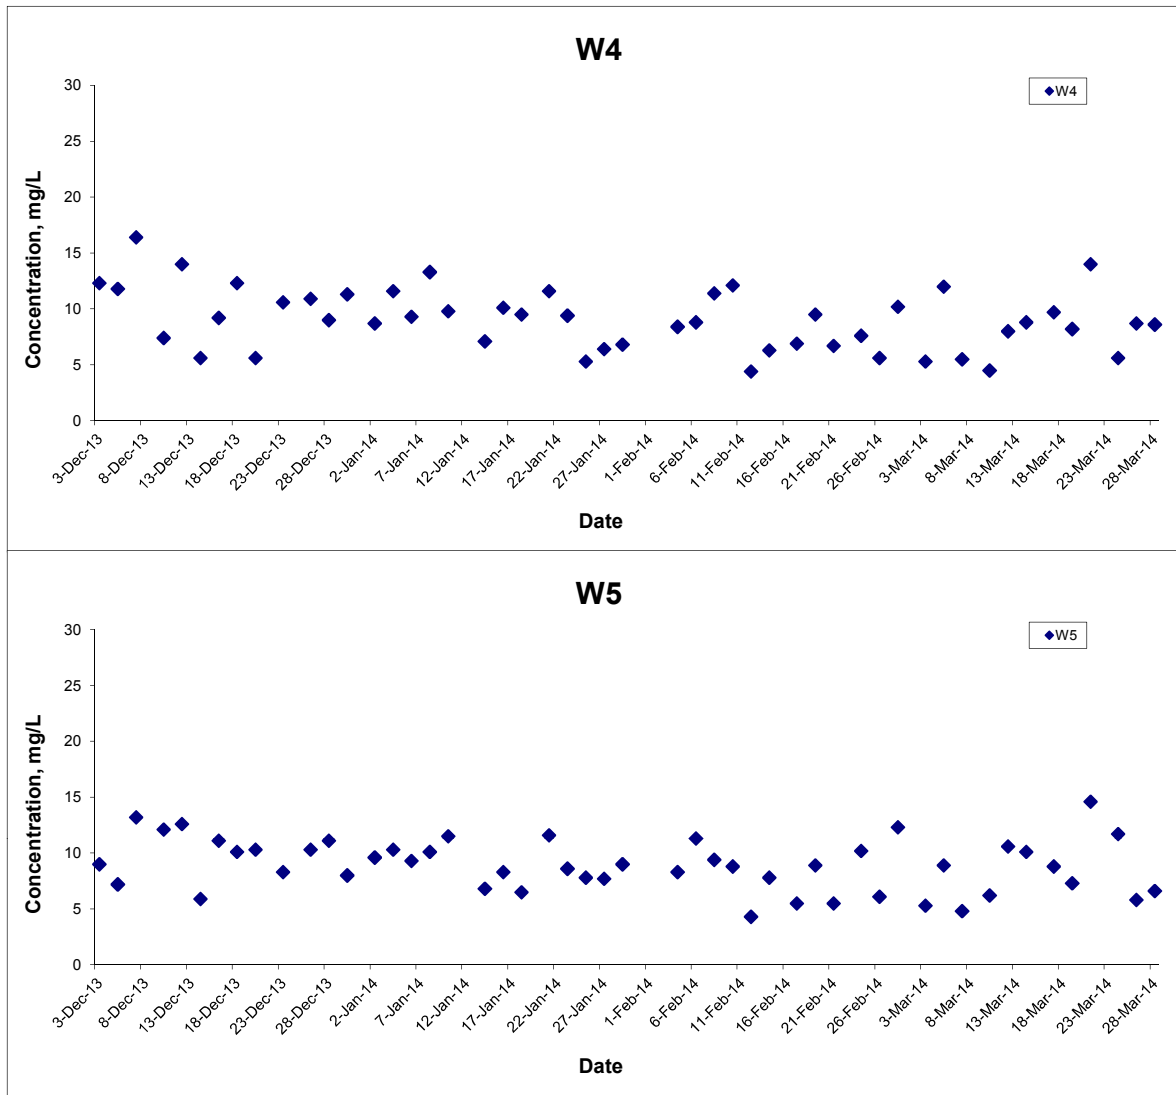 W4
W4
30
25
20
15
10
5
0
Concentration, mg/L
3-Dec-13 8-Dec-13 13-Dec-13 18-Dec-13 23-Dec-13 28-Dec-13 2-Jan-14 7-Jan-14 12-Jan-14 17-Jan-14 22-Jan-14 27-Jan-14 1-Feb-14 6-Feb-14 11-Feb-14 16-Feb-14 21-Feb-14 26-Feb-14 3-Mar-14 8-Mar-14 13-Mar-14 18-Mar-14 23-Mar-14 28-Mar-14
Date
W5
W5
30
25
20
15
10
5
0
Concentration, mg/L
3-Dec-13 8-Dec-13 13-Dec-13 18-Dec-13 23-Dec-13 28-Dec-13 2-Jan-14 7-Jan-14 12-Jan-14 17-Jan-14 22-Jan-14 27-Jan-14 1-Feb-14 6-Feb-14 11-Feb-14 16-Feb-14 21-Feb-14 26-Feb-14 3-Mar-14 8-Mar-14 13-Mar-14 18-Mar-14 23-Mar-14 28-Mar-14
Date